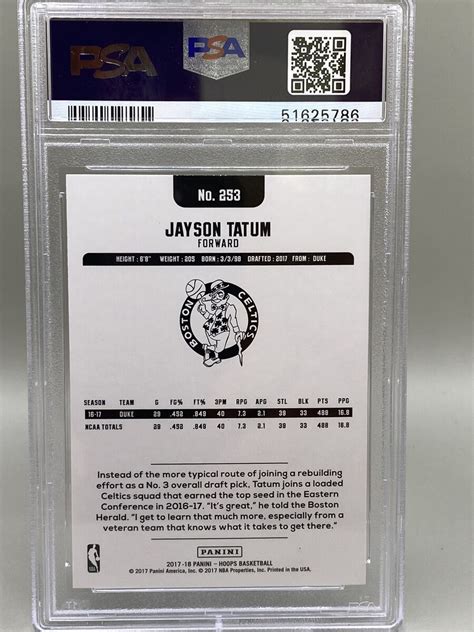 PSA
PSA
51625786
No. 253
JAYSON TATUM
FORWARD
HEIGHT: 6'8" WEIGHT: 205 BORN: 3/3/98 DRAFTED: 2017 FROM: DUKE
BOSTON CELTICS
SEASON TEAM G FG% FT% 3PM RPG APG STL BLK PTS PPG
16-17 DUKE 29 .452 .849 40 7.3 2.1 39 33 488 16.8
NCAA TOTALS 29 .452 .849 40 7.3 2.1 39 33 488 16.8
Instead of the more typical route of joining a rebuilding
effort as a No. 3 overall draft pick, Tatum joins a loaded
Celtics squad that earned the top seed in the Eastern
Conference in 2016-17. "It's great," he told the Boston
Herald. "I get to learn that much more, especially from a
veteran team that knows what it takes to get there."
PANINI
2017-18 PANINI – HOOPS BASKETBALL
© 2017 Panini America, Inc. © 2017 NBA Properties, Inc. Printed in the USA.
PSA